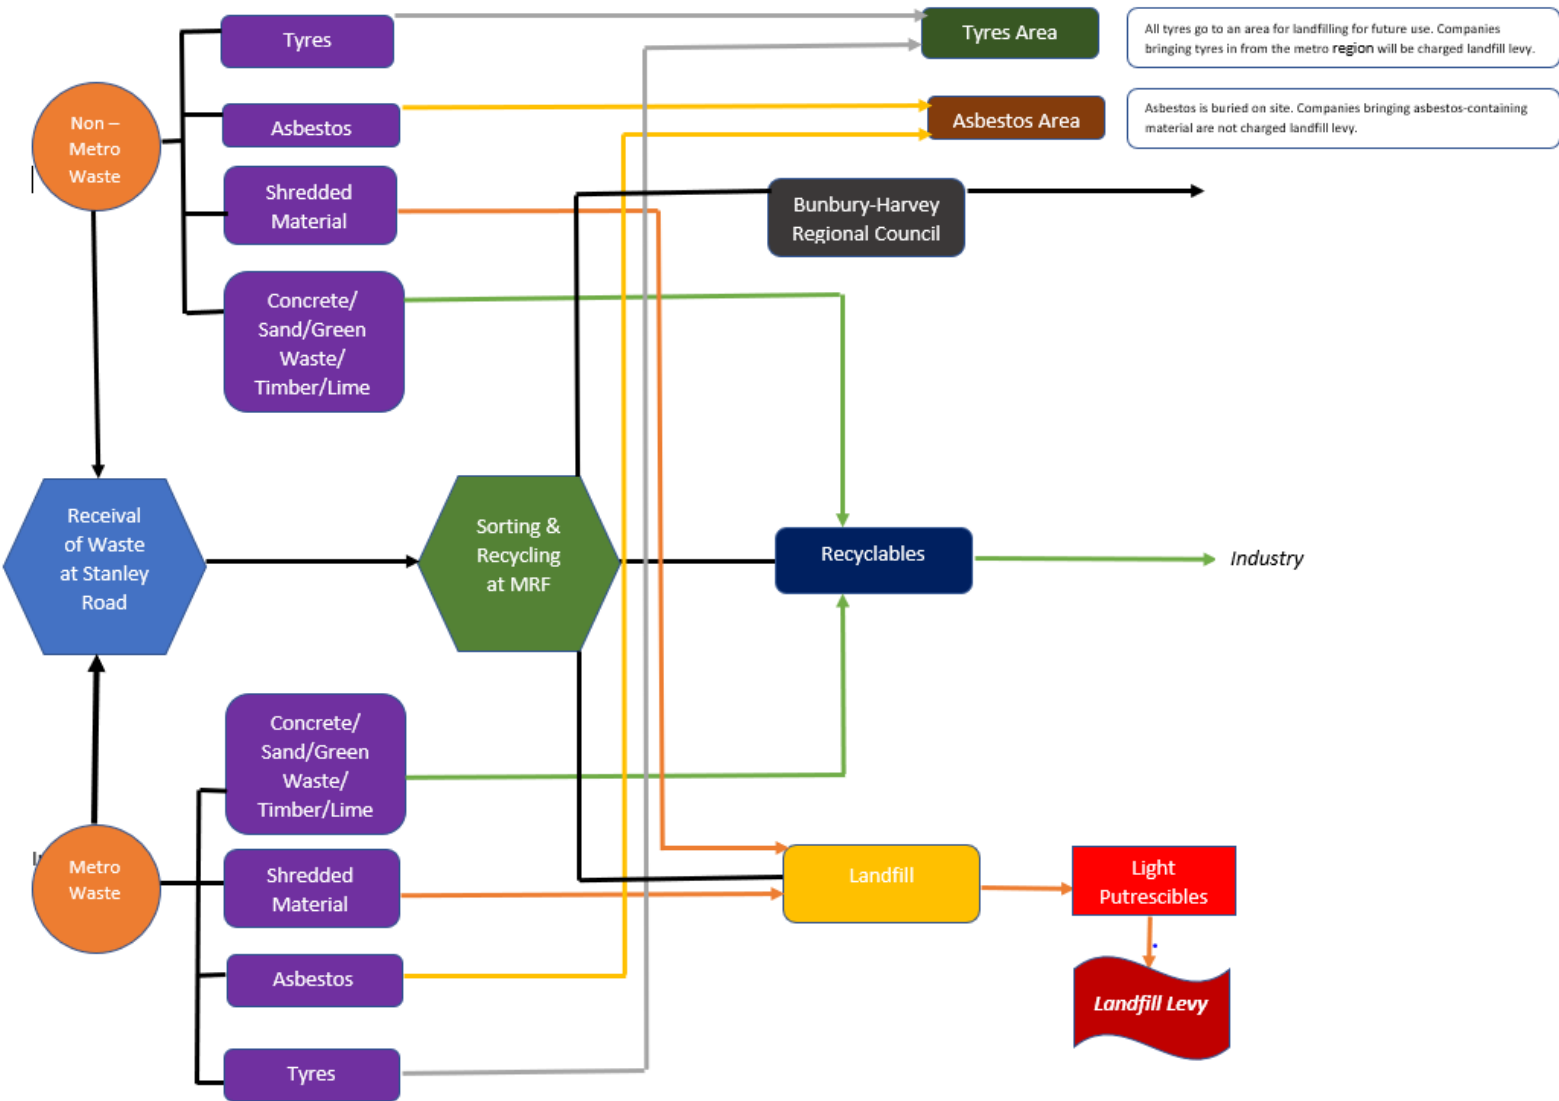 Tyres
Tyres Area
All tyres go to an area for landfilling for future use. Companies
bringing tyres in from the metro region will be charged landfill levy.
Non –
Metro
Waste
Asbestos
Asbestos Area
Asbestos is buried on site. Companies bringing asbestos-containing
material are not charged landfill levy.
Shredded
Material
Bunbury-Harvey
Regional Council
Concrete/
Sand/Green
Waste/
Timber/Lime
Receival
of Waste
at Stanley
Road
Sorting &
Recycling
at MRF
Recyclables
Industry
Concrete/
Sand/Green
Waste/
Timber/Lime
Metro
Waste
Shredded
Material
Landfill
Light
Putrescibles
Asbestos
Landfill Levy
Tyres